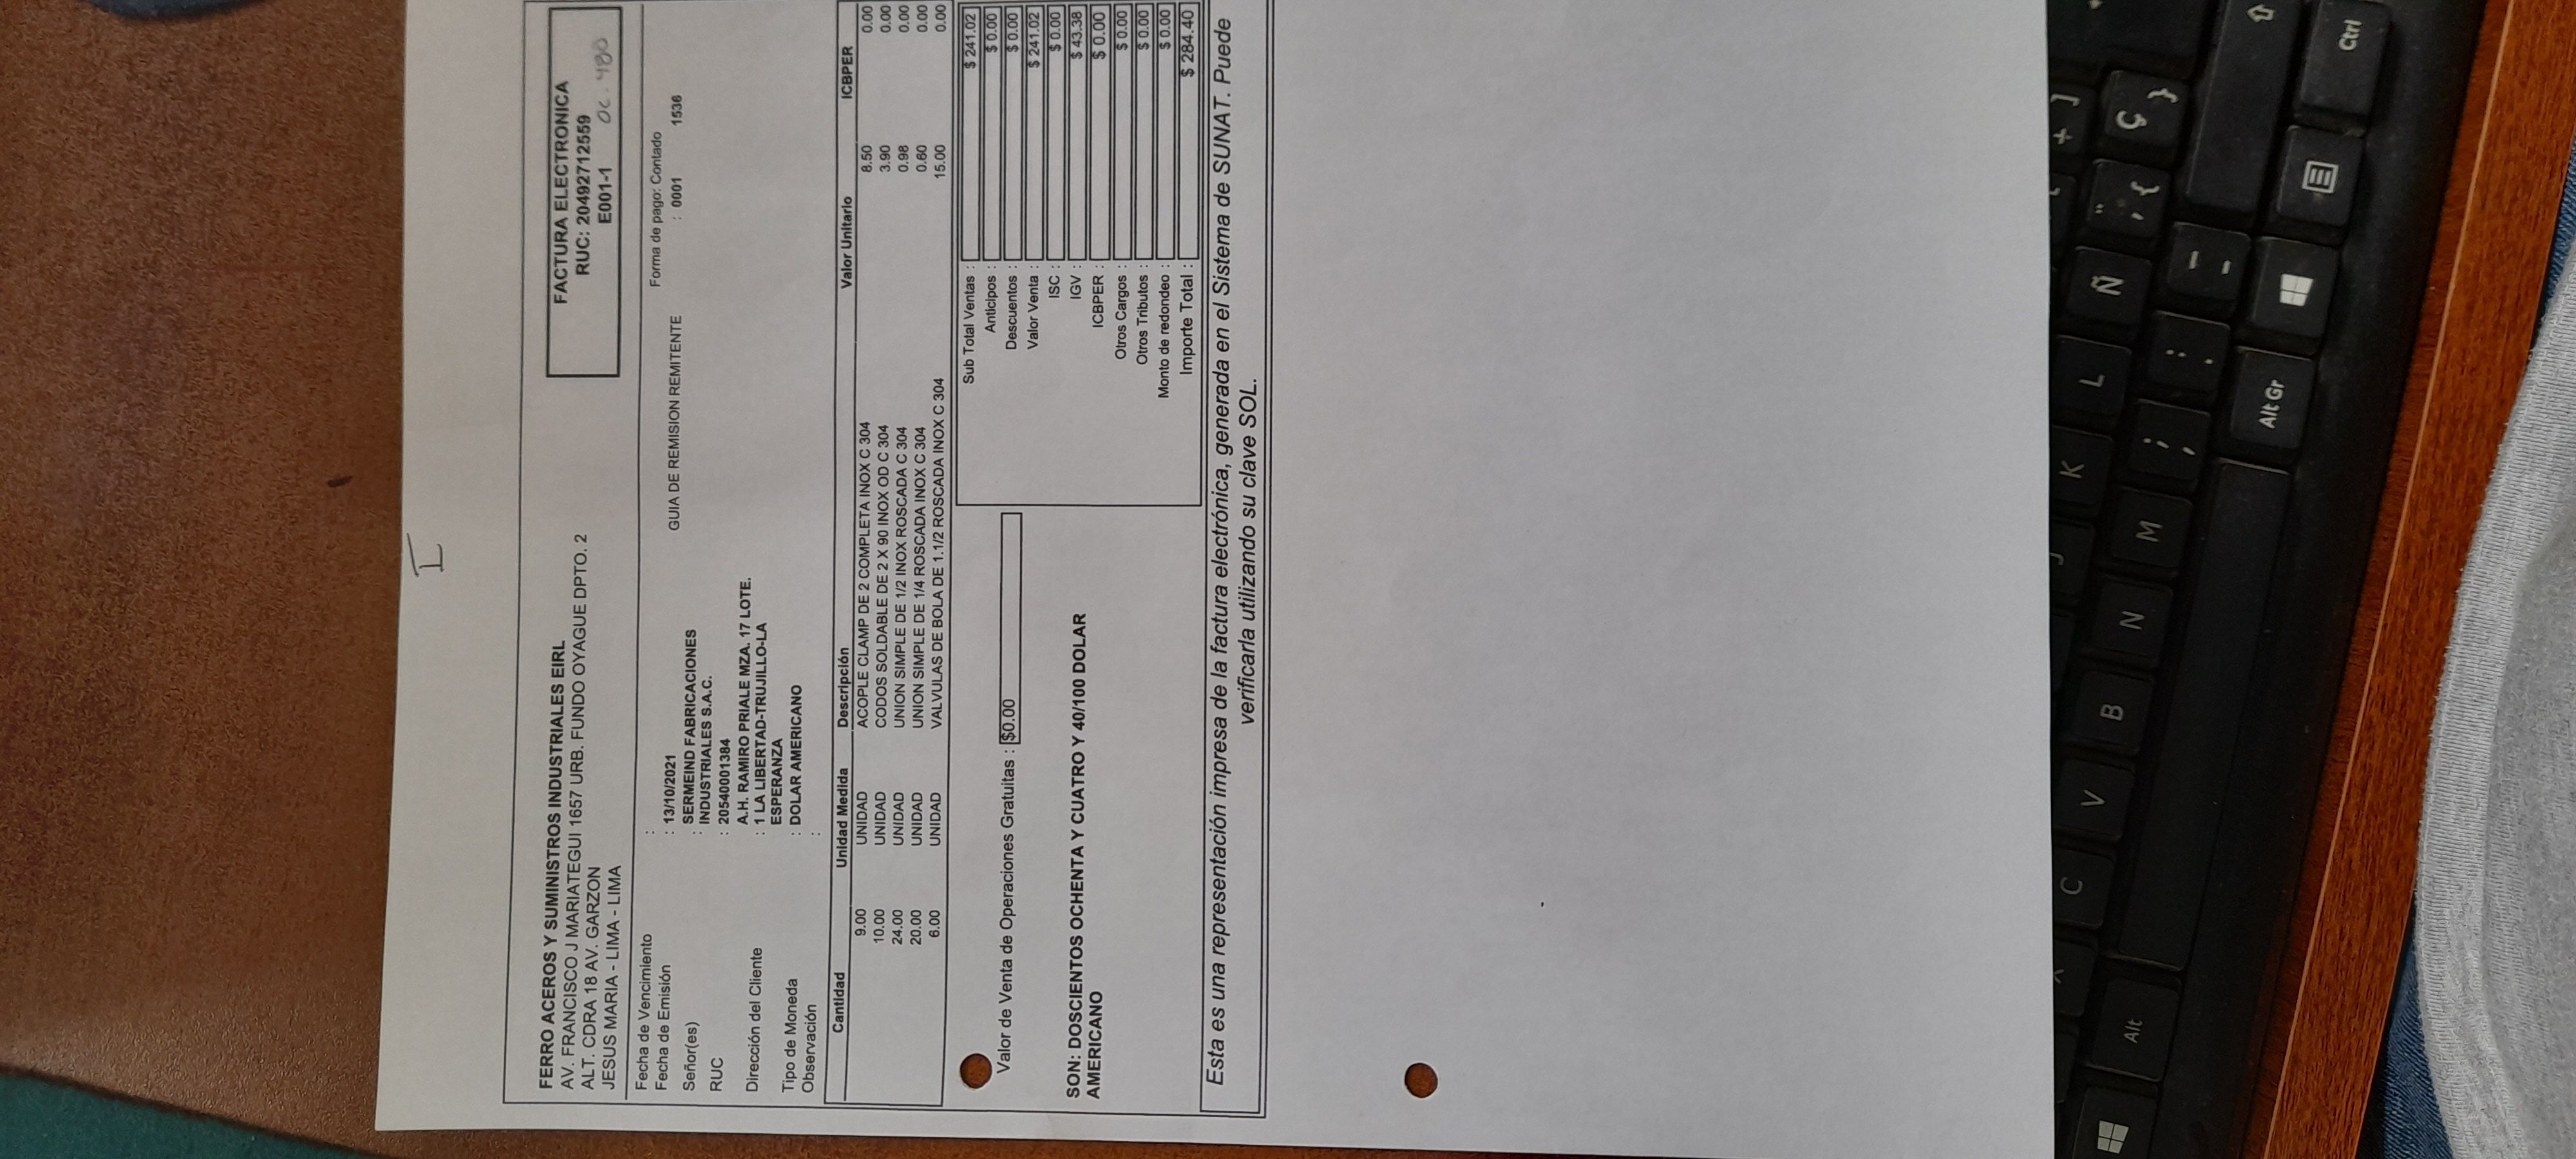 I
FERRO ACEROS Y SUMINISTROS INDUSTRIALES EIRL
AV. FRANCISCO J MARIATEGUI 1657 URB. FUNDO OYAGUE DPTO. 2
ALT. CDRA 18 AV. GARZON
JESUS MARIA - LIMA - LIMA
FACTURA ELECTRONICA
RUC: 20492712559
E001-1
OC. 480
Fecha de Vencimiento :
Forma de pago: Contado
Fecha de Emisión : 13/10/2021
GUIA DE REMISION REMITENTE : 0001 1536
Señor(es) : SERMEIND FABRICACIONES
INDUSTRIALES S.A.C.
RUC : 20540001384
A.H. RAMIRO PRIALE MZA. 17 LOTE.
Dirección del Cliente : 1 LA LIBERTAD-TRUJILLO-LA
ESPERANZA
Tipo de Moneda : DOLAR AMERICANO
Observación :
Cantidad Unidad Medida Descripción Valor Unitario ICBPER
9.00 UNIDAD ACOPLE CLAMP DE 2 COMPLETA INOX C 304 8.50 0.00
10.00 UNIDAD CODOS SOLDABLE DE 2 X 90 INOX OD C 304 3.90 0.00
24.00 UNIDAD UNION SIMPLE DE 1/2 INOX ROSCADA C 304 0.98 0.00
20.00 UNIDAD UNION SIMPLE DE 1/4 ROSCADA INOX C 304 0.60 0.00
6.00 UNIDAD VALVULAS DE BOLA DE 1.1/2 ROSCADA INOX C 304 15.00 0.00
Valor de Venta de Operaciones Gratuitas : $0.00
SON: DOSCIENTOS OCHENTA Y CUATRO Y 40/100 DOLAR
AMERICANO
Sub Total Ventas : $ 241.02
Anticipos : $ 0.00
Descuentos : $ 0.00
Valor Venta : $ 241.02
ISC : $ 0.00
IGV : $ 43.38
ICBPER : $ 0.00
Otros Cargos : $ 0.00
Otros Tributos : $ 0.00
Monto de redondeo : $ 0.00
Importe Total : $ 284.40
Esta es una representación impresa de la factura electrónica, generada en el Sistema de SUNAT. Puede
verificarla utilizando su clave SOL.
J K L Ñ ¨ ´ { Ç } + ]
C V B N M ; , : . _ -
Alt Alt Gr Ctrl